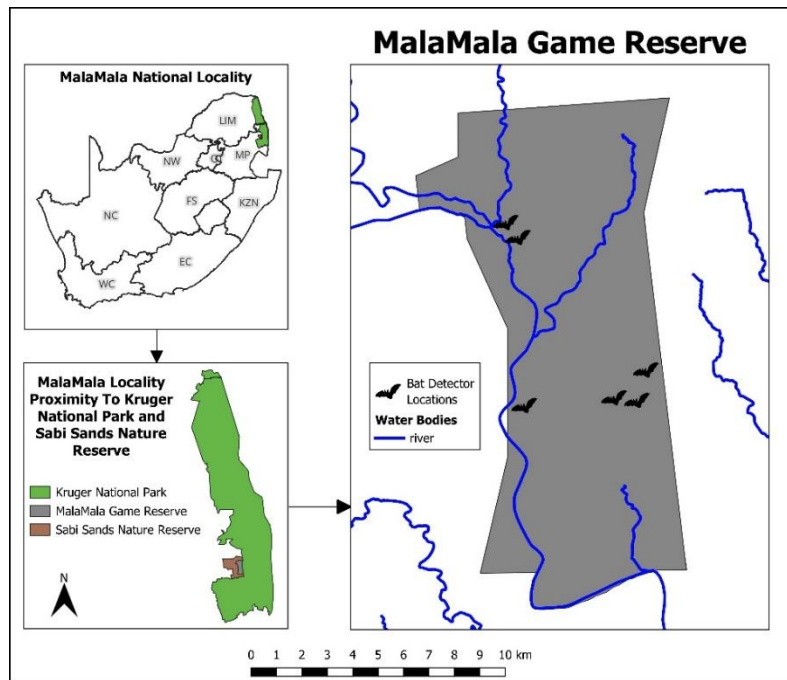 MalaMala Game Reserve
MalaMala National Locality
LIM
NW
MP
FS
KZN
NC
EC
WC
MalaMala Locality
Proximity To Kruger
National Park and
Sabi Sands Nature
Reserve
Kruger National Park
MalaMala Game Reserve
Sabi Sands Nature Reserve
N
Bat Detector
Locations
Water Bodies
river
0 1 2 3 4 5 6 7 8 9 10 km